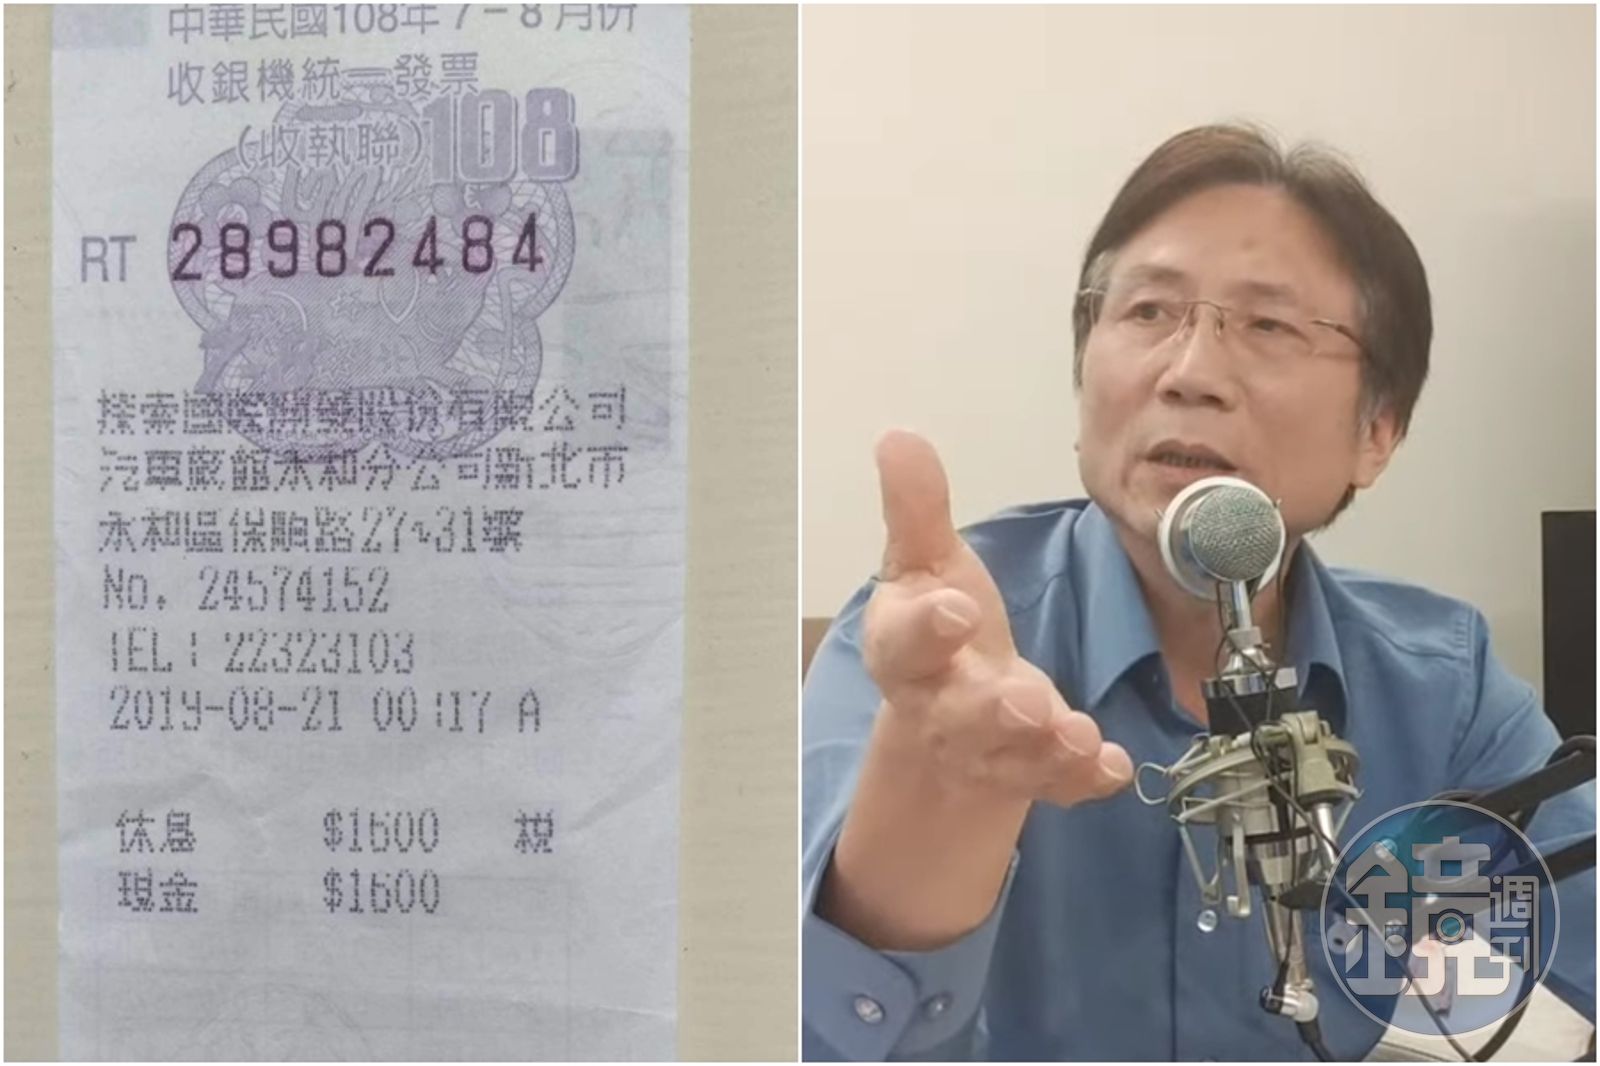 中華民國108年7－8月份
收銀機統一發票
(收執聯)108
RT 28982484
探索國際開發股份有限公司
汽車旅館永和分公司新北市
永和區保順路27~31號
No. 24574152
TEL: 22323103
2019-08-21 00:17 A
休息 $1600 稅
現金 $1600
鏡週刊